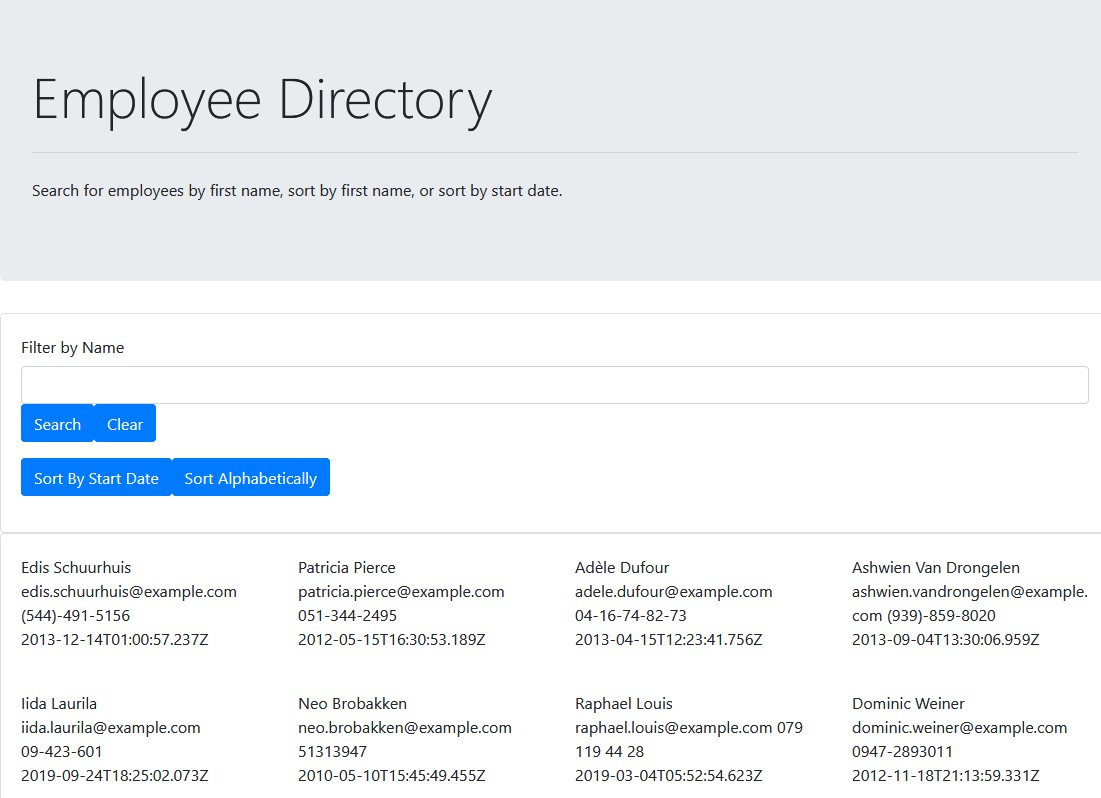 Employee Directory
Search for employees by first name, sort by first name, or sort by start date.
Filter by Name
Search Clear
Sort By Start Date Sort Alphabetically
Edis Schuurhuis
edis.schuurhuis@example.com
(544)-491-5156
2013-12-14T01:00:57.237Z
Patricia Pierce
patricia.pierce@example.com
051-344-2495
2012-05-15T16:30:53.189Z
Adèle Dufour
adele.dufour@example.com
04-16-74-82-73
2013-04-15T12:23:41.756Z
Ashwien Van Drongelen
ashwien.vandrongelen@example.
com (939)-859-8020
2013-09-04T13:30:06.959Z
Iida Laurila
iida.laurila@example.com
09-423-601
2019-09-24T18:25:02.073Z
Neo Brobakken
neo.brobakken@example.com
51313947
2010-05-10T15:45:49.455Z
Raphael Louis
raphael.louis@example.com 079
119 44 28
2019-03-04T05:52:54.623Z
Dominic Weiner
dominic.weiner@example.com
0947-2893011
2012-11-18T21:13:59.331Z